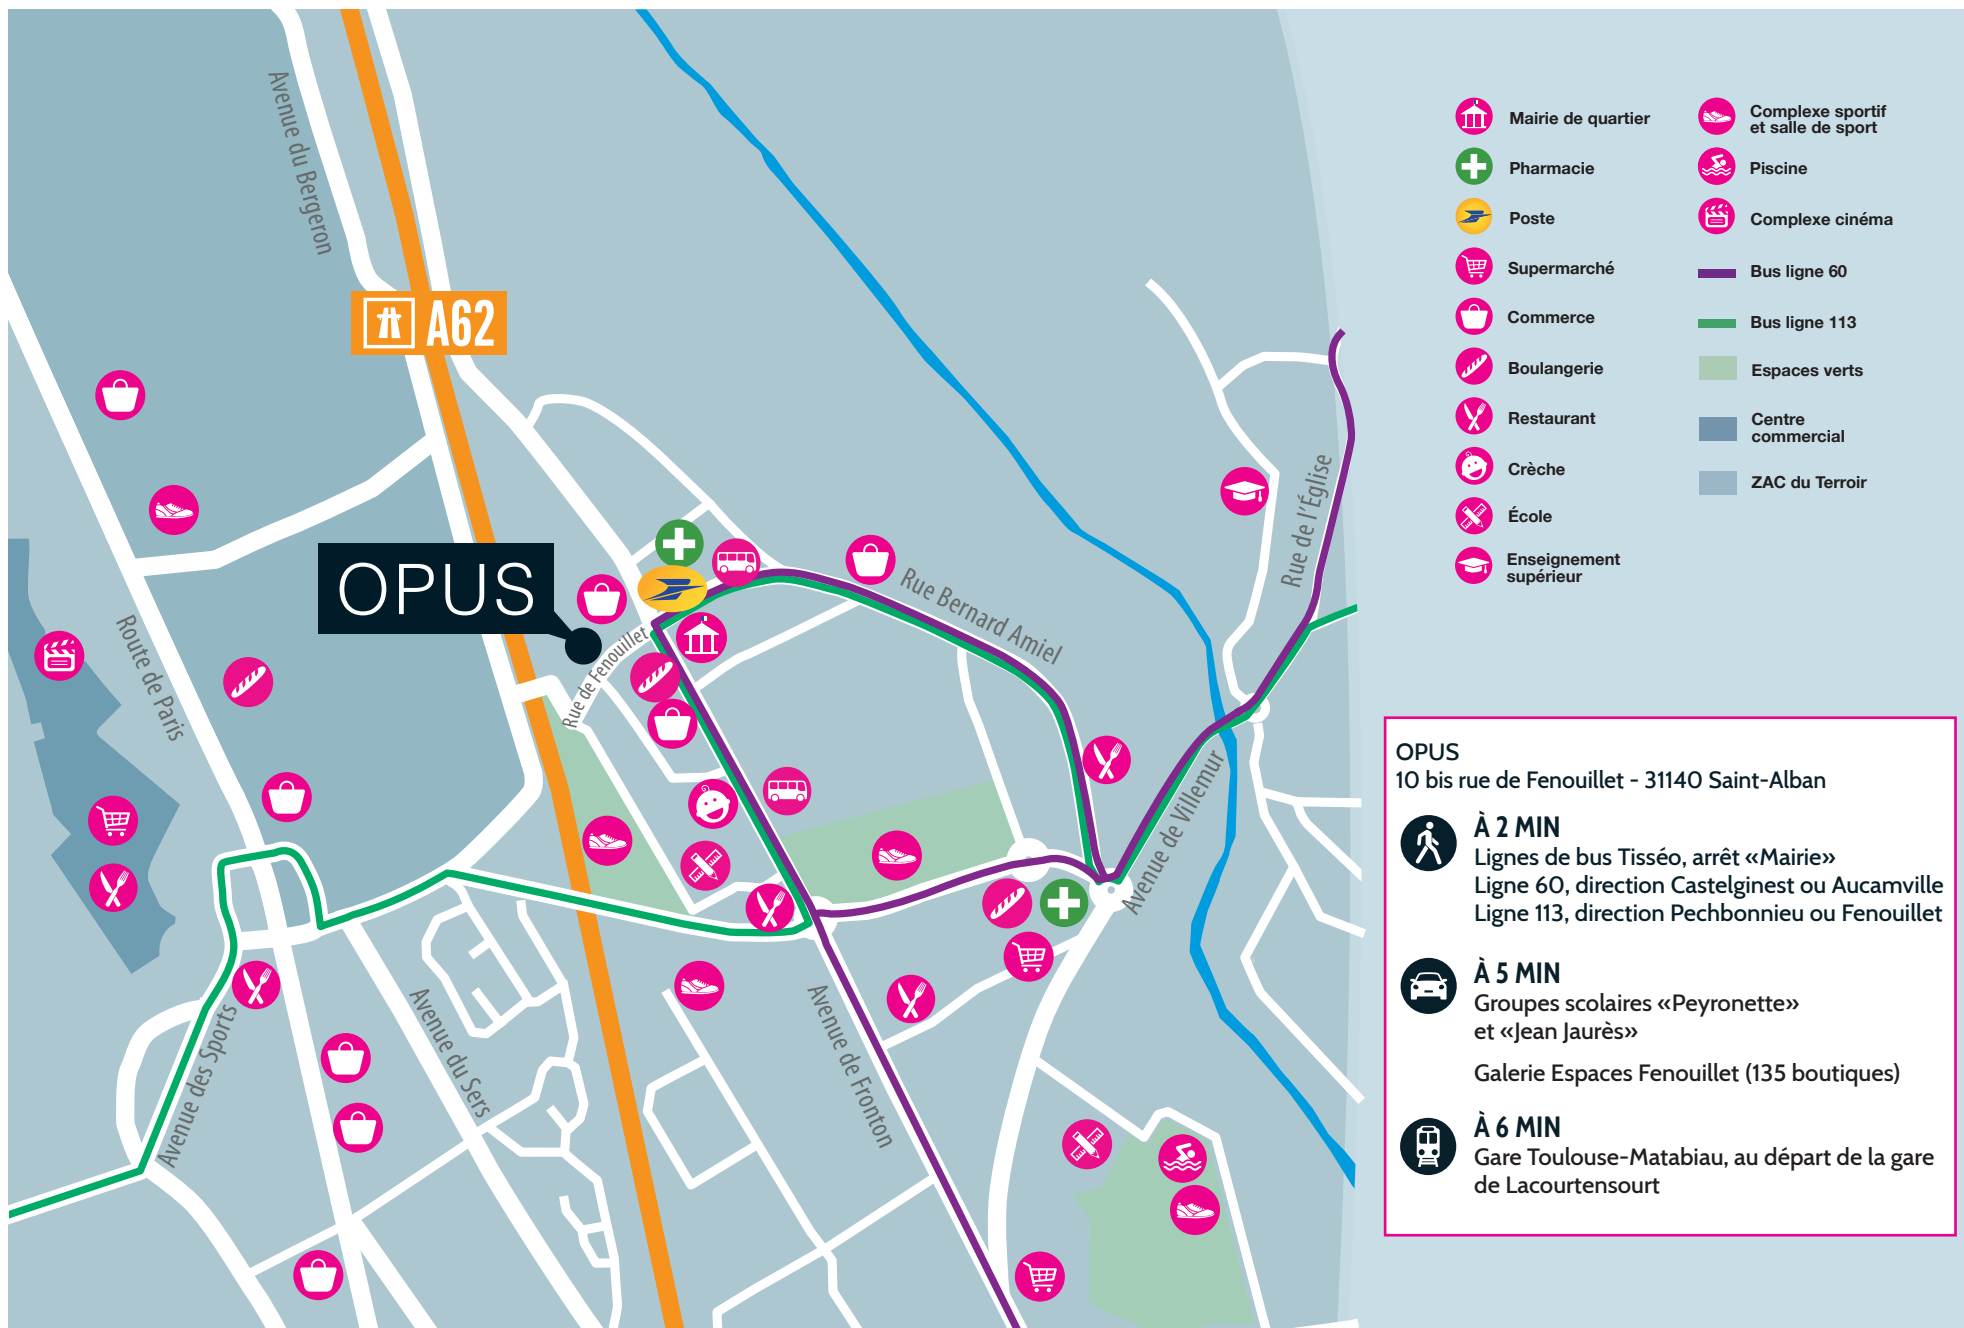 Avenue du Bergeron
A62
OPUS
Route de Paris
Rue de Fenouillet
Rue Bernard Amiel
Rue de l'Église
Avenue de Villemur
Avenue de Fronton
Avenue du Sers
Avenue des Sports
Mairie de quartier
Pharmacie
Poste
Supermarché
Commerce
Boulangerie
Restaurant
Crèche
École
Enseignement
supérieur
Complexe sportif
et salle de sport
Piscine
Complexe cinéma
Bus ligne 60
Bus ligne 113
Espaces verts
Centre
commercial
ZAC du Terroir
OPUS
10 bis rue de Fenouillet - 31140 Saint-Alban
À 2 MIN
Lignes de bus Tisséo, arrêt «Mairie»
Ligne 60, direction Castelginest ou Aucamville
Ligne 113, direction Pechbonnieu ou Fenouillet
À 5 MIN
Groupes scolaires «Peyronette»
et «Jean Jaurès»
Galerie Espaces Fenouillet (135 boutiques)
À 6 MIN
Gare Toulouse-Matabiau, au départ de la gare
de Lacourtensourt